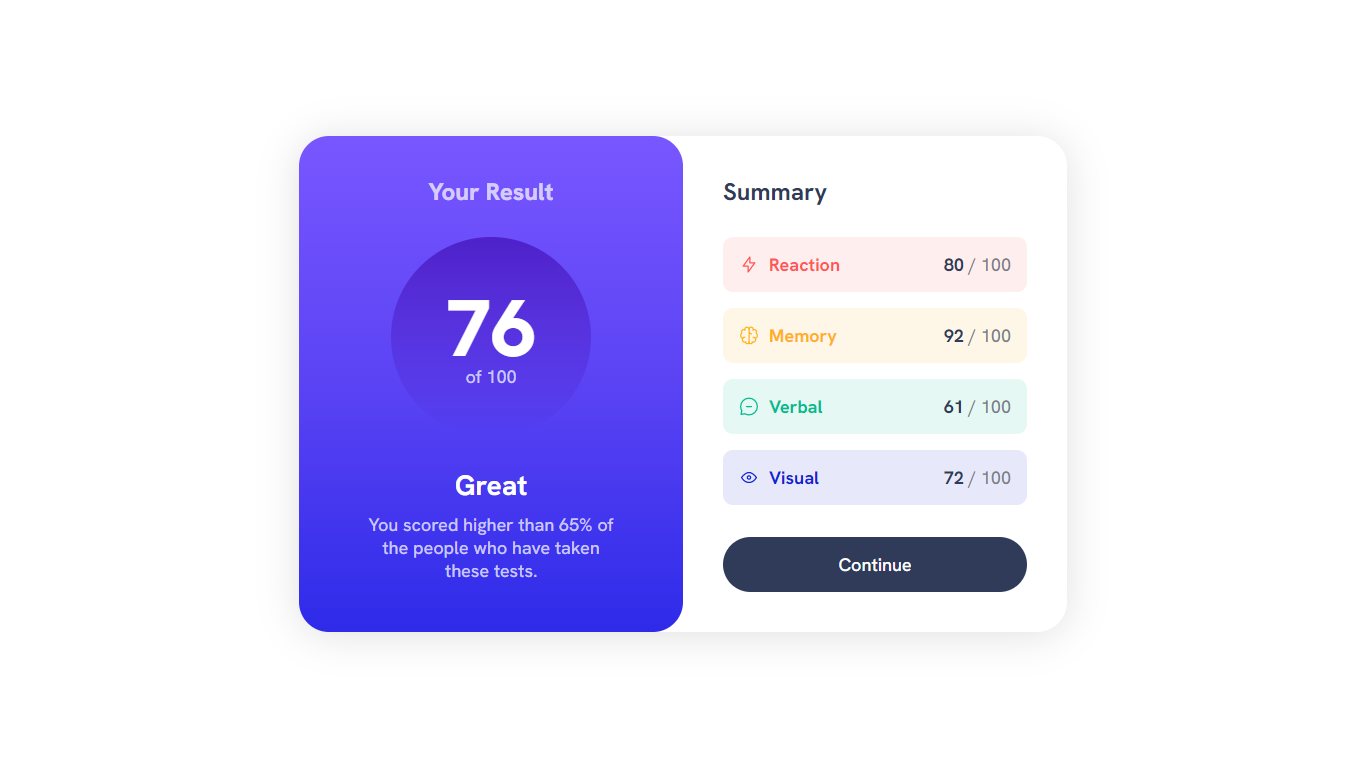 Your Result
76
of 100
Great
You scored higher than 65% of
the people who have taken
these tests.
Summary
Reaction 80 / 100
Memory 92 / 100
Verbal 61 / 100
Visual 72 / 100
Continue